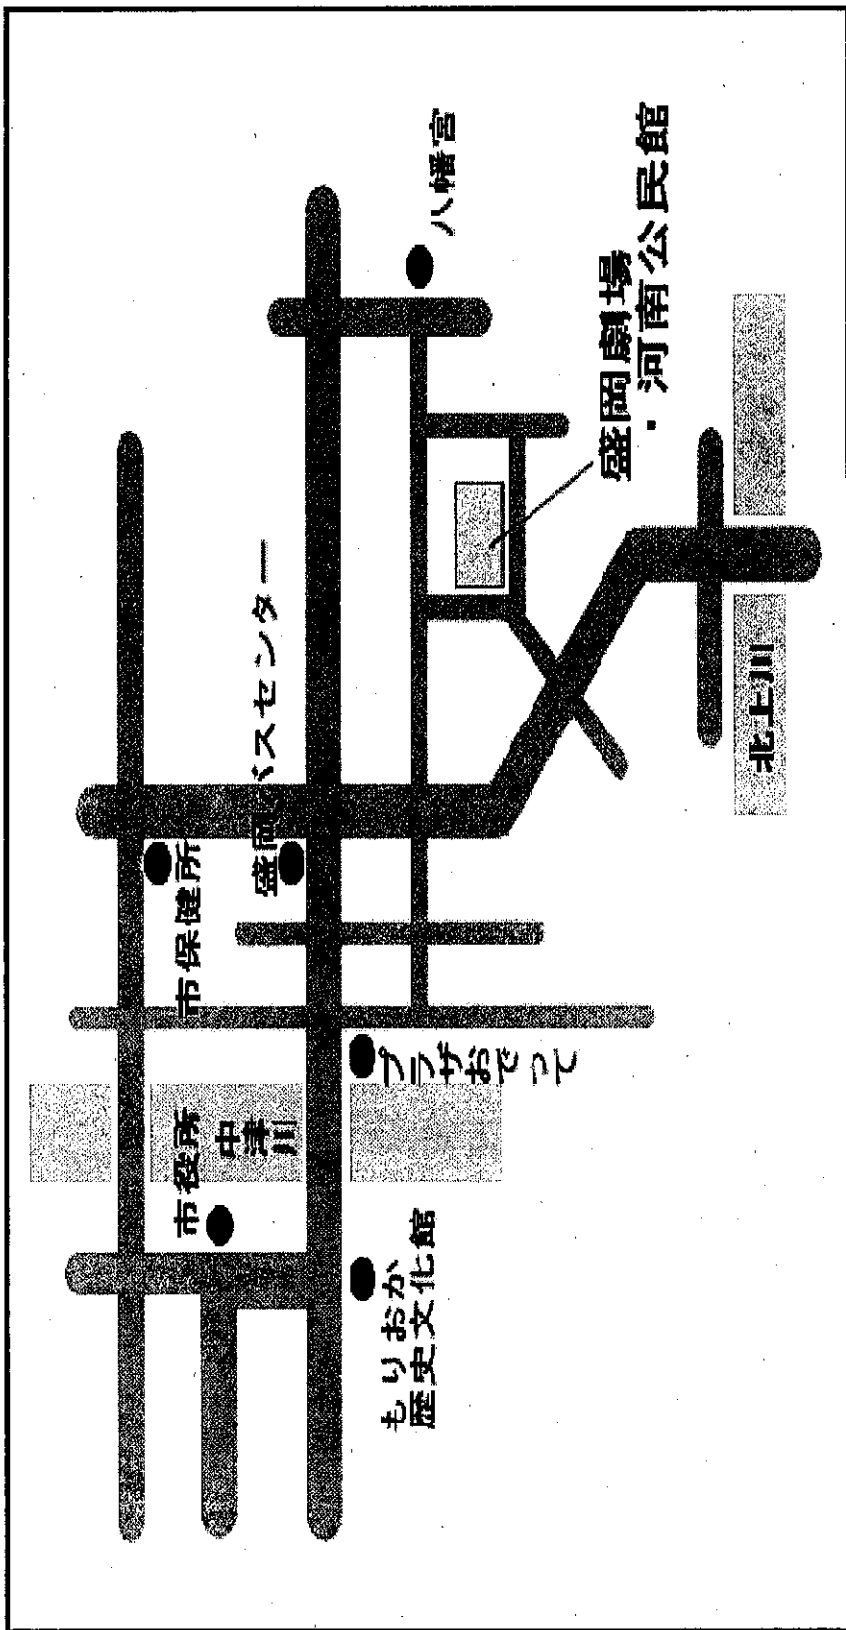 市役所
中津川
市保健所
盛岡バスセンター
もりおか
歴史文化館
プラザおでって
八幡宮
盛岡劇場
・河南公民館
北上川